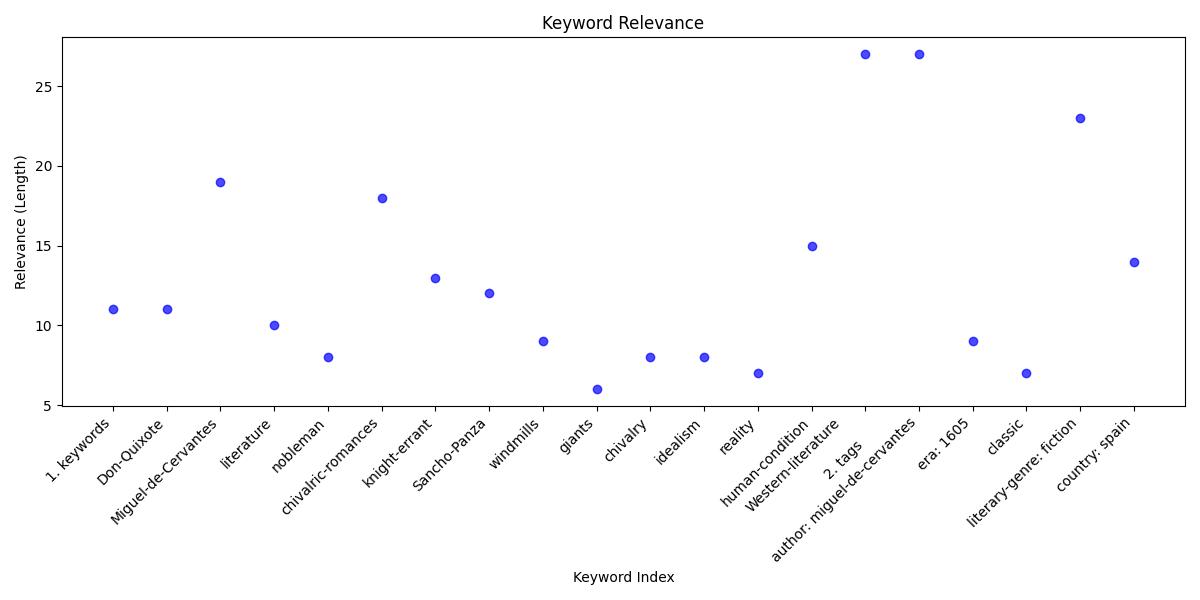 Keyword Relevance
Relevance (Length)
25
20
15
10
5
1. keywords
Don-Quixote
Miguel-de-Cervantes
literature
nobleman
chivalric-romances
knight-errant
Sancho-Panza
windmills
giants
chivalry
idealism
reality
human-condition
Western-literature
2. tags
author: miguel-de-cervantes
era: 1605
classic
literary-genre: fiction
country: spain
Keyword Index